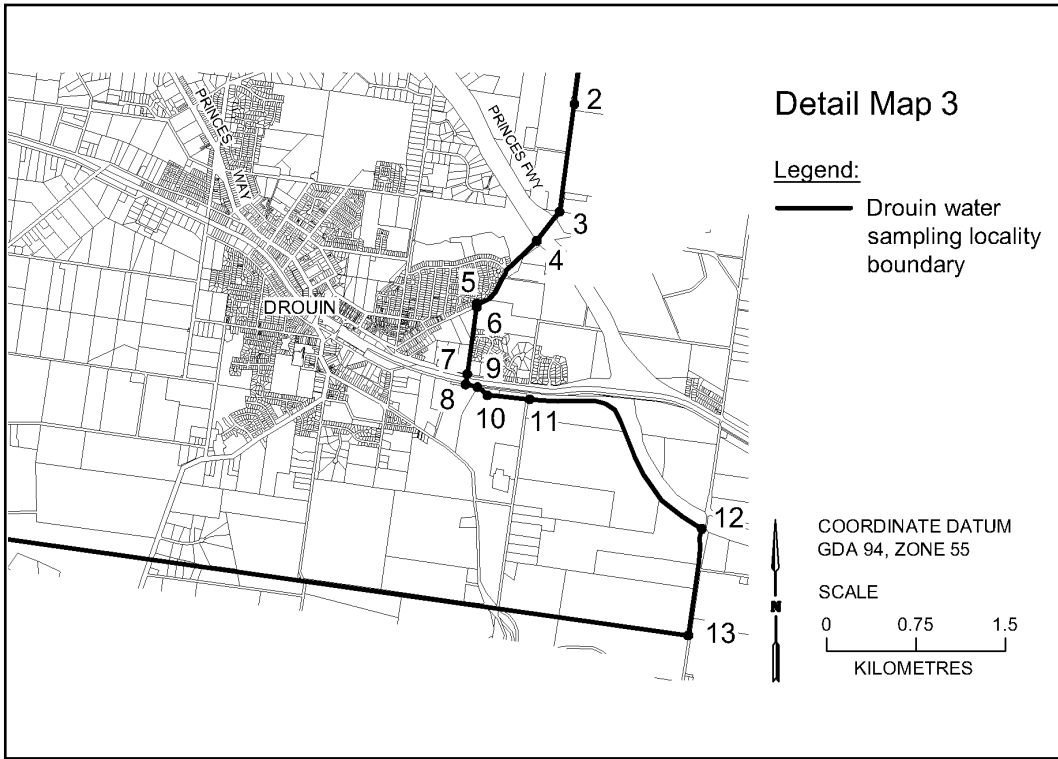 Detail Map 3
Legend:
Drouin water
sampling locality
boundary
PRINCES WAY
PRINCES FWY
DROUIN
2
3
4
5
6
7
8
9
10
11
12
13
COORDINATE DATUM
GDA 94, ZONE 55
SCALE
N
0 0.75 1.5
KILOMETRES